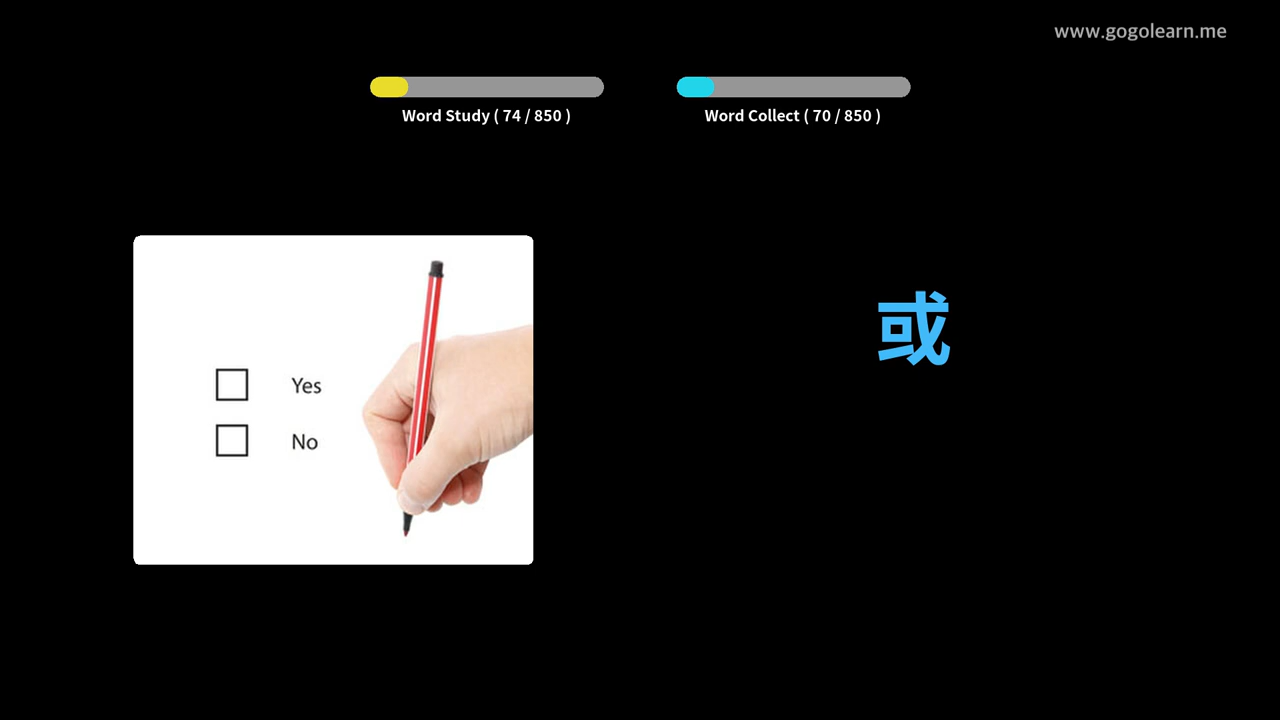 www.gogolearn.me
Word Study ( 74 / 850 )
Word Collect ( 70 / 850 )
Yes
No
或